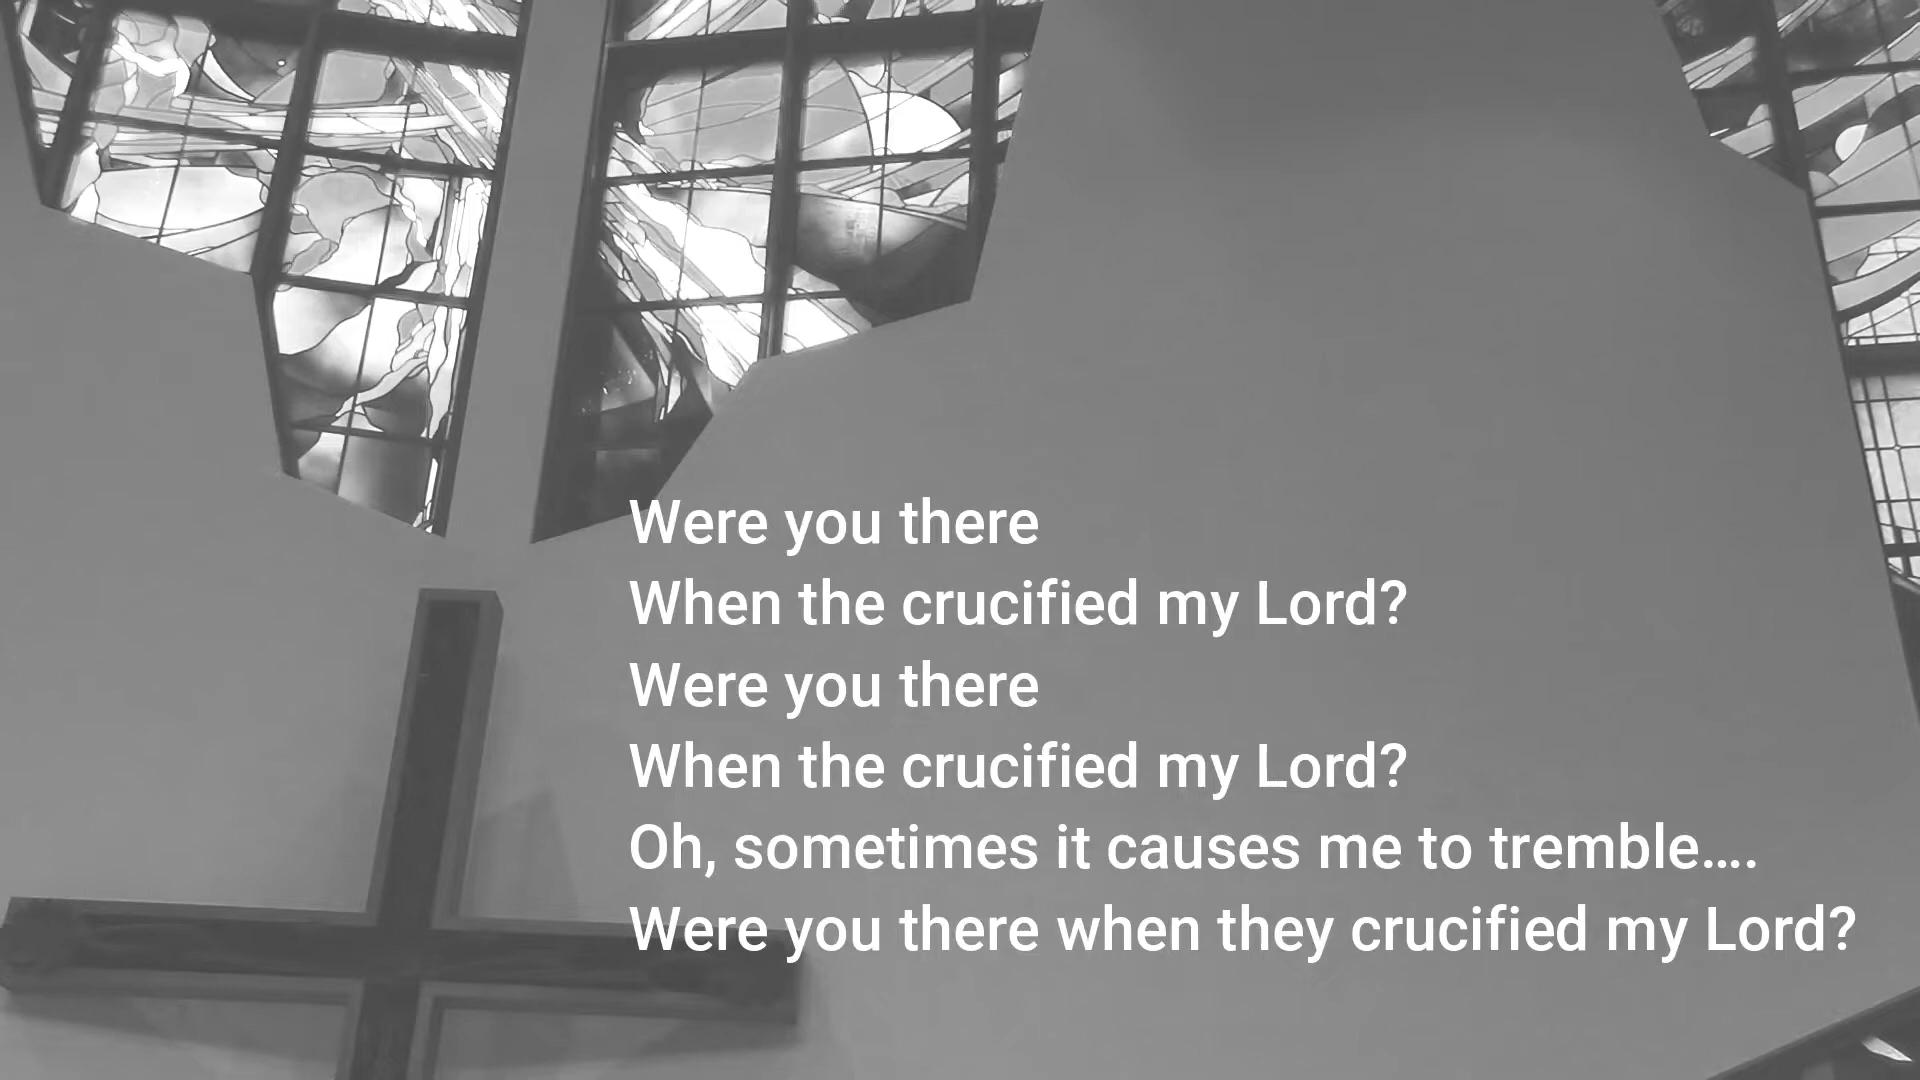 Were you there
When the crucified my Lord?
Were you there
When the crucified my Lord?
Oh, sometimes it causes me to tremble….
Were you there when they crucified my Lord?